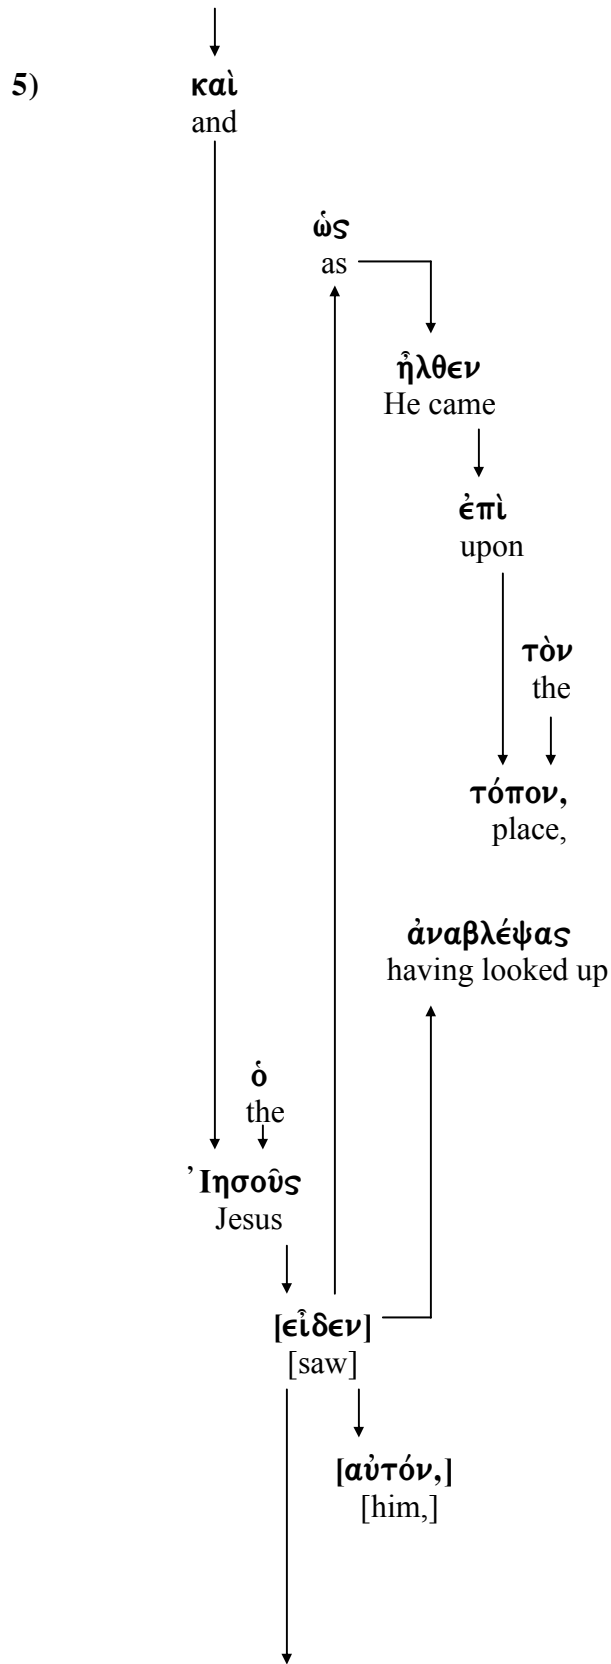 5) καὶ
and
ὡς
as
ἦλθεν
He came
ἐπὶ
upon
τὸν
the
τόπον,
place,
ἀναβλέψας
having looked up
ὁ
the
Ἰησοῦς
Jesus
[εἶδεν]
[saw]
[αὐτόν,]
[him,]